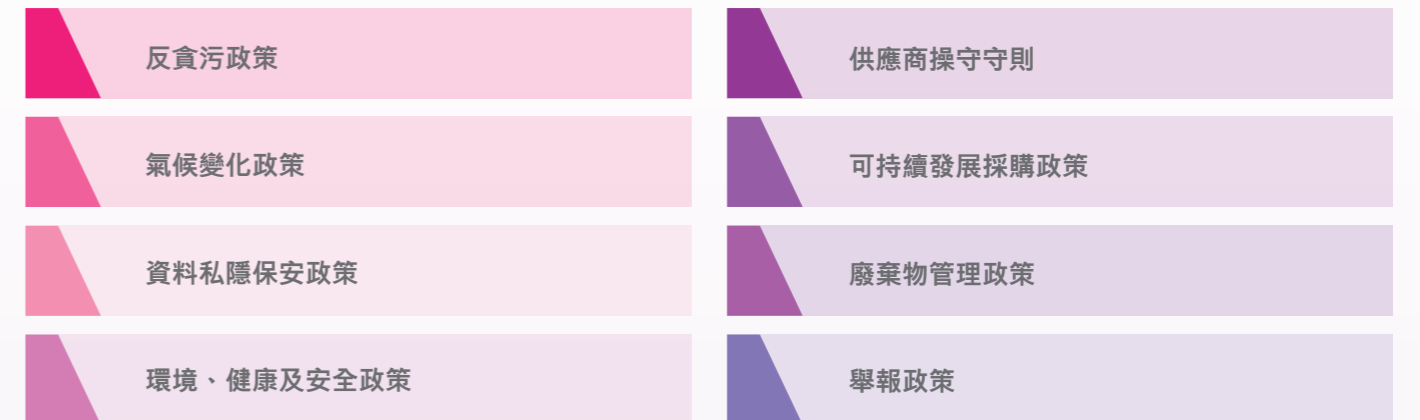 反貪污政策
供應商操守守則
氣候變化政策
可持續發展採購政策
資料私隱保安政策
廢棄物管理政策
環境、健康及安全政策
舉報政策